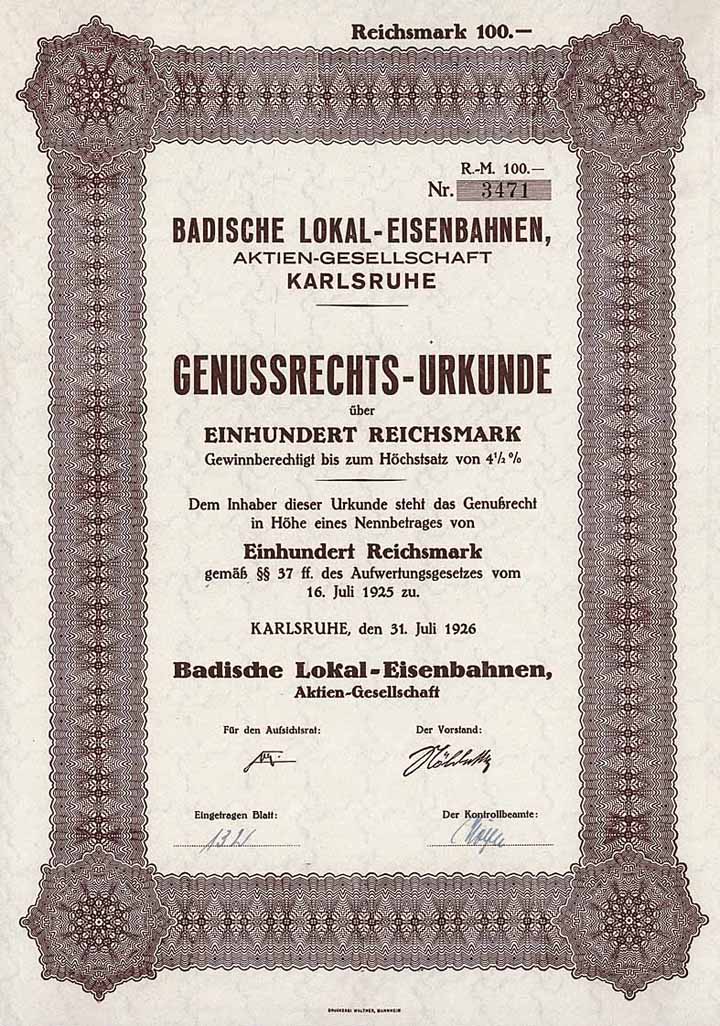 Reichsmark 100.—
R.-M. 100.—
Nr. 3471
BADISCHE LOKAL-EISENBAHNEN,
AKTIEN-GESELLSCHAFT
KARLSRUHE
GENUSSRECHTS-URKUNDE
über
EINHUNDERT REICHSMARK
Gewinnberechtigt bis zum Höchstsatz von 4½%
Dem Inhaber dieser Urkunde steht das Genußrecht
in Höhe eines Nennbetrages von
Einhundert Reichsmark
gemäß §§ 37 ff. des Aufwertungsgesetzes vom
16. Juli 1925 zu.
KARLSRUHE, den 31. Juli 1926
Badische Lokal-Eisenbahnen,
Aktien-Gesellschaft
Für den Aufsichtsrat: Der Vorstand:
Eingetragen Blatt: Der Kontrollbeamte:
DRUCKEREI WALTHER, MANNHEIM